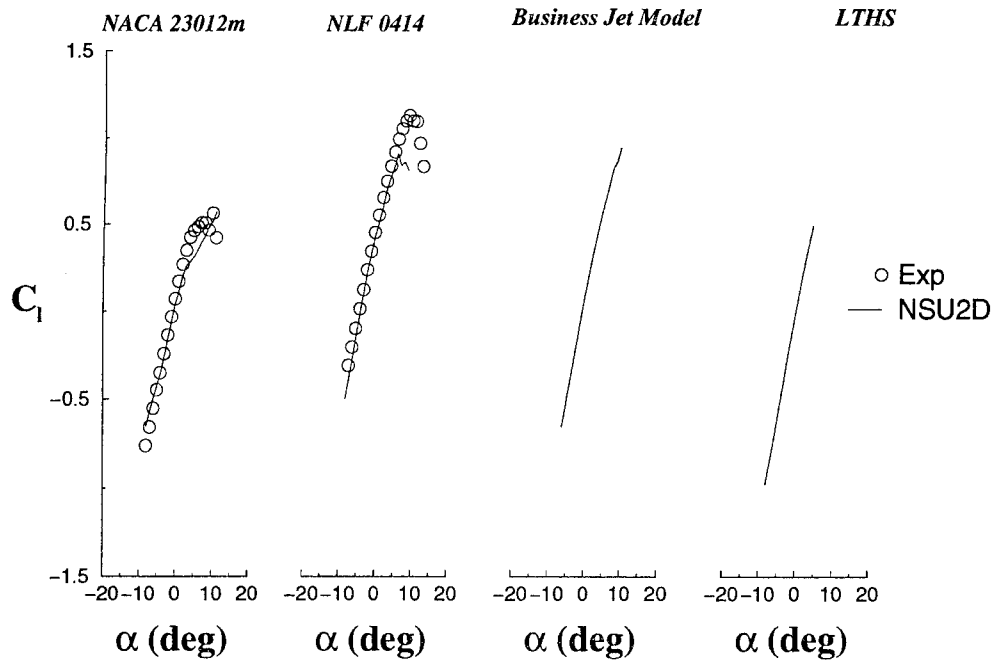 NACA 23012m
NLF 0414
Business Jet Model
LTHS
1.5
0.5
−0.5
−1.5
Cl
Exp
NSU2D
−20 −10 0 10 20
−20 −10 0 10 20
−20 −10 0 10 20
−20 −10 0 10 20
α (deg)
α (deg)
α (deg)
α (deg)